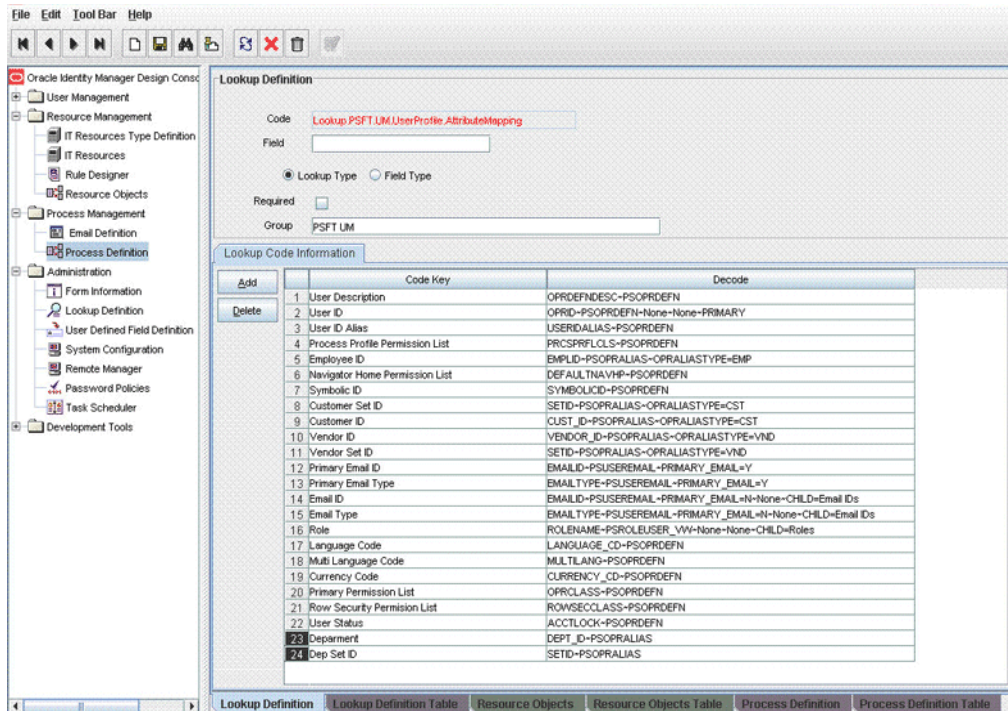 File Edit Tool Bar Help
Oracle Identity Manager Design Consc
User Management
Resource Management
IT Resources Type Definition
IT Resources
Rule Designer
Resource Objects
Process Management
Email Definition
Process Definition
Administration
Form Information
Lookup Definition
User Defined Field Definition
System Configuration
Remote Manager
Password Policies
Task Scheduler
Development Tools
Lookup Definition
Code Lookup.PSFT.UM.UserProfile.AttributeMapping
Field
Lookup Type Field Type
Required
Group PSFT UM
Lookup Code Information
Add
Delete
Code Key Decode
1 User Description OPRDEFNDESC~PSOPRDEFN
2 User ID OPRID~PSOPRDEFN~None~None~PRIMARY
3 User ID Alias USERIDALIAS~PSOPRDEFN
4 Process Profile Permission List PRCSPRFLCLS~PSOPRDEFN
5 Employee ID EMPLID~PSOPRALIAS~OPRALIASTYPE=EMP
6 Navigator Home Permission List DEFAULTNAVHP~PSOPRDEFN
7 Symbolic ID SYMBOLICID~PSOPRDEFN
8 Customer Set ID SETID~PSOPRALIAS~OPRALIASTYPE=CST
9 Customer ID CUST_ID~PSOPRALIAS~OPRALIASTYPE=CST
10 Vendor ID VENDOR_ID~PSOPRALIAS~OPRALIASTYPE=VND
11 Vendor Set ID SETID~PSOPRALIAS~OPRALIASTYPE=VND
12 Primary Email ID EMAILID~PSUSEREMAIL~PRIMARY_EMAIL=Y
13 Primary Email Type EMAILTYPE~PSUSEREMAIL~PRIMARY_EMAIL=Y
14 Email ID EMAILID~PSUSEREMAIL~PRIMARY_EMAIL=N~None~CHILD=Email IDs
15 Email Type EMAILTYPE~PSUSEREMAIL~PRIMARY_EMAIL=N~None~CHILD=Email IDs
16 Role ROLENAME~PSROLEUSER_VW~None~None~CHILD=Roles
17 Language Code LANGUAGE_CD~PSOPRDEFN
18 Multi Language Code MULTILANG~PSOPRDEFN
19 Currency Code CURRENCY_CD~PSOPRDEFN
20 Primary Permission List OPRCLASS~PSOPRDEFN
21 Row Security Permision List ROWSECCLASS~PSOPRDEFN
22 User Status ACCTLOCK~PSOPRDEFN
23 Deparment DEPT_ID~PSOPRALIAS
24 Dep Set ID SETID~PSOPRALIAS
Lookup Definition Lookup Definition Table Resource Objects Resource Objects Table Process Definition Process Definition Table